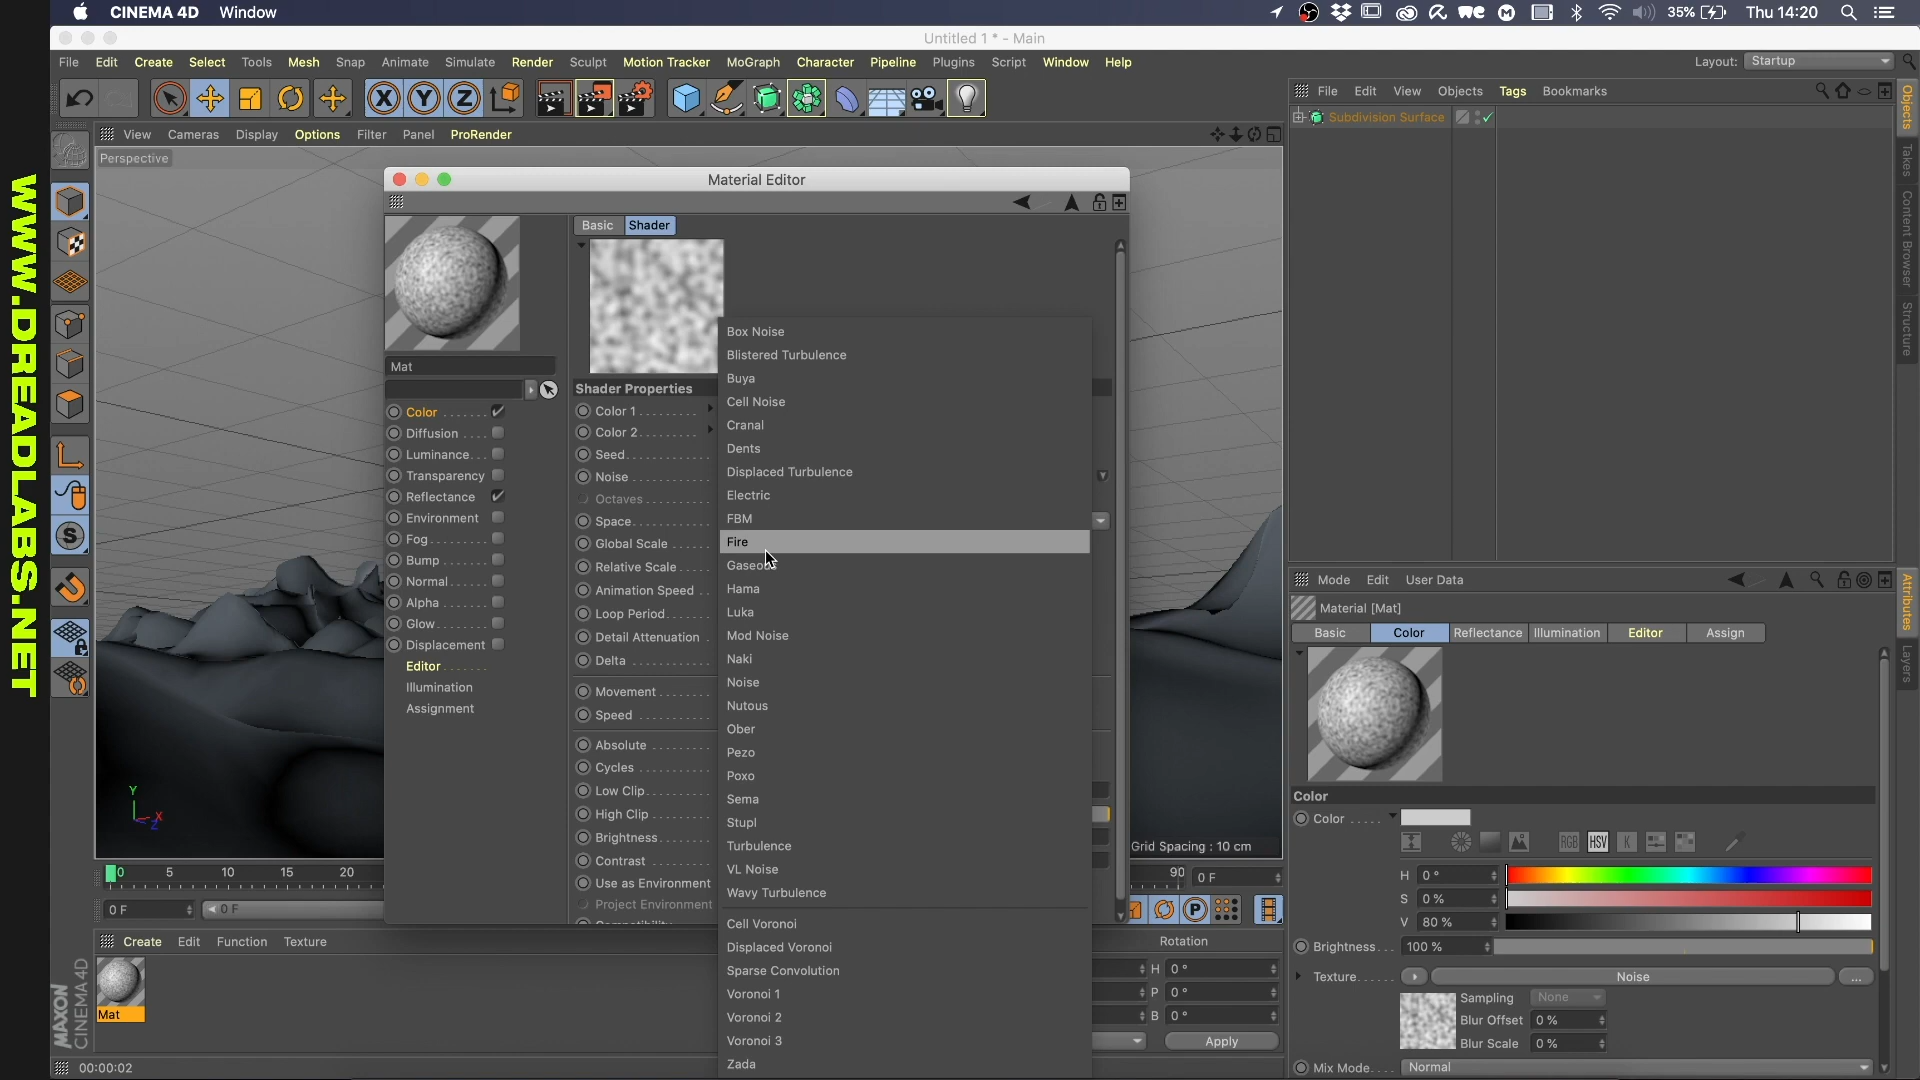 CINEMA 4D Window
35% Thu 14:20
Untitled 1 * - Main
File Edit Create Select Tools Mesh Snap Animate Simulate Render Sculpt Motion Tracker MoGraph Character Pipeline Plugins Script Window Help
Layout: Startup
X Y Z
File Edit View Objects Tags Bookmarks
View Cameras Display Options Filter Panel ProRender
Perspective
Subdivision Surface
Objects
Takes
Content Browser
Structure
WWW.DREADLABS.NET
Material Editor
Basic Shader
Mat
Color
Diffusion
Luminance
Transparency
Reflectance
Environment
Fog
Bump
Normal
Alpha
Glow
Displacement
Editor
Illumination
Assignment
Shader Properties
Color 1
Color 2
Seed
Noise
Octaves
Space
Global Scale
Relative Scale
Animation Speed
Loop Period
Detail Attenuation
Delta
Movement
Speed
Absolute
Cycles
Low Clip
High Clip
Brightness
Contrast
Use as Environment
Project Environment
Box Noise
Blistered Turbulence
Buya
Cell Noise
Cranal
Dents
Displaced Turbulence
Electric
FBM
Fire
Hama
Luka
Mod Noise
Naki
Noise
Nutous
Ober
Pezo
Poxo
Sema
Stupl
Turbulence
VL Noise
Wavy Turbulence
Cell Voronoi
Displaced Voronoi
Sparse Convolution
Voronoi 1
Voronoi 2
Voronoi 3
Zada
Y
X
Z
Grid Spacing : 10 cm
0 5 10 15 20
90 0 F
0 F 0 F
P
Create Edit Function Texture
Mat
Rotation
H 0 °
P 0 °
B 0 °
Apply
MAXON
CINEMA 4D
00:00:02
Mode Edit User Data
Material [Mat]
Basic Color Reflectance Illumination Editor Assign
Attributes
Layers
Color
Color
RGB HSV K
H 0 °
S 0 %
V 80 %
Brightness 100 %
Texture Noise ...
Sampling None
Blur Offset 0 %
Blur Scale 0 %
Mix Mode Normal